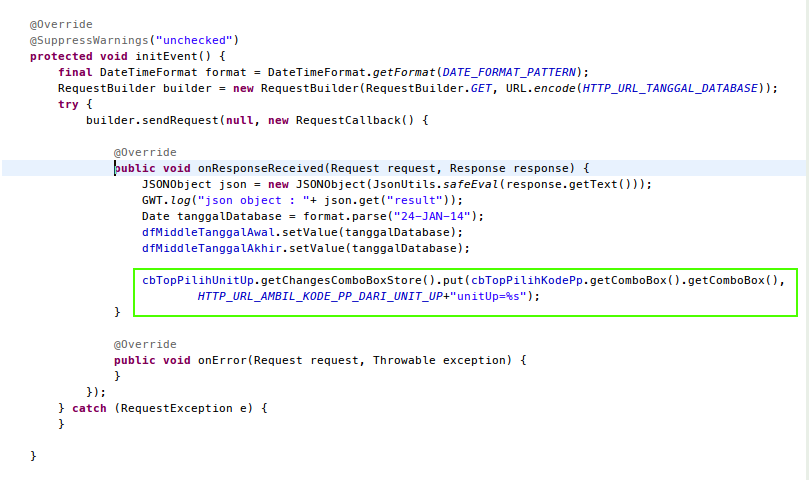 @Override
@SuppressWarnings("unchecked")
protected void initEvent() {
final DateTimeFormat format = DateTimeFormat.getFormat(DATE_FORMAT_PATTERN);
RequestBuilder builder = new RequestBuilder(RequestBuilder.GET, URL.encode(HTTP_URL_TANGGAL_DATABASE));
try {
builder.sendRequest(null, new RequestCallback() {
@Override
public void onResponseReceived(Request request, Response response) {
JSONObject json = new JSONObject(JsonUtils.safeEval(response.getText()));
GWT.log("json object : "+ json.get("result"));
Date tanggalDatabase = format.parse("24-JAN-14");
dfMiddleTanggalAwal.setValue(tanggalDatabase);
dfMiddleTanggalAkhir.setValue(tanggalDatabase);
cbTopPilihUnitUp.getChangesComboBoxStore().put(cbTopPilihKodePp.getComboBox().getComboBox(),
HTTP_URL_AMBIL_KODE_PP_DARI_UNIT_UP+"unitUp=%s");
}
@Override
public void onError(Request request, Throwable exception) {
}
});
} catch (RequestException e) {
}
}